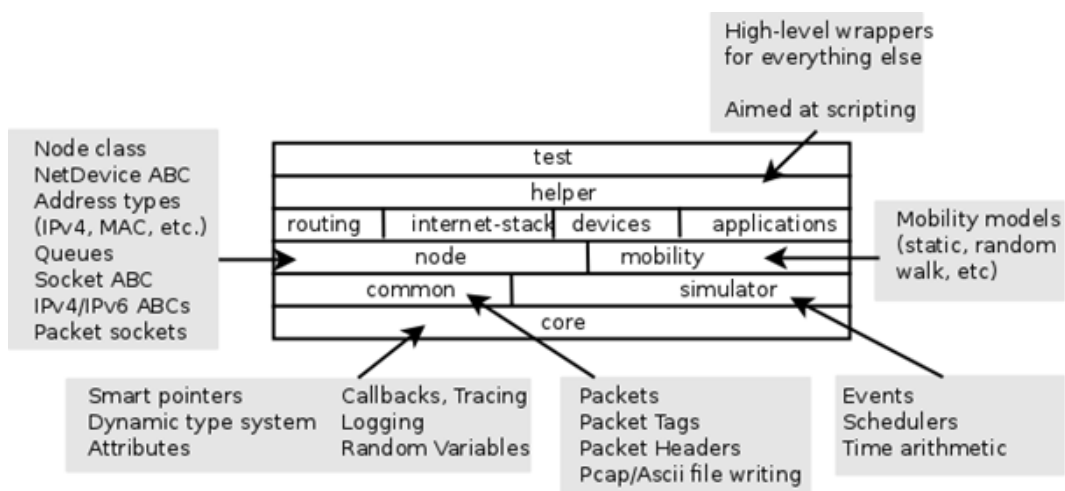 High-level wrappers
for everything else
Aimed at scripting
Node class
NetDevice ABC
Address types
(IPv4, MAC, etc.)
Queues
Socket ABC
IPv4/IPv6 ABCs
Packet sockets
test
helper
routing internet-stack devices applications
node mobility
common simulator
core
Mobility models
(static, random
walk, etc)
Smart pointers
Dynamic type system
Attributes
Callbacks, Tracing
Logging
Random Variables
Packets
Packet Tags
Packet Headers
Pcap/Ascii file writing
Events
Schedulers
Time arithmetic